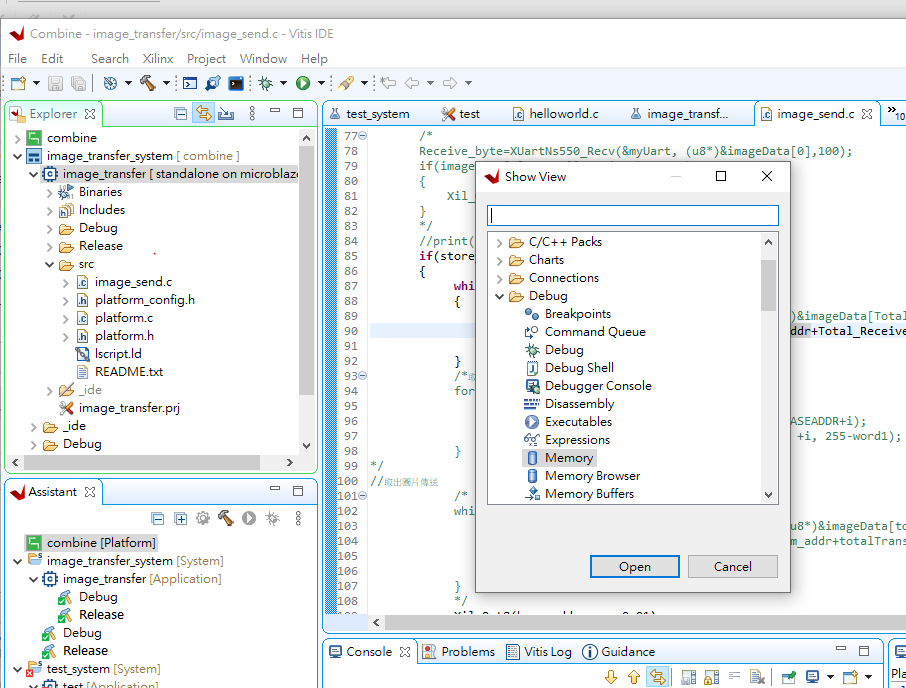 Combine - image_transfer/src/image_send.c - Vitis IDE
File Edit Search Xilinx Project Window Help
Explorer
combine
image_transfer_system [ combine ]
image_transfer [ standalone on microblaze
Binaries
Includes
Debug
Release
src
image_send.c
platform_config.h
platform.c
platform.h
lscript.ld
README.txt
_ide
image_transfer.prj
_ide
Debug
Assistant
combine [Platform]
image_transfer_system [System]
image_transfer [Application]
Debug
Release
Debug
Release
test_system [System]
test [Application]
test_system test helloworld.c image_transf... image_send.c »10
77 /*
78 Receive_byte=XUartNs550_Recv(&myUart, (u8*)&imageData[0],100);
79 if(imag
80 {
81 Xil_
82 }
83 */
84 //print(
85 if(store
86 {
87 whi
88 {
89 )&imageData[Total
90 addr+Total_Receive
91
92 }
93 /*取
94 for
95
96 ASEADDR+i);
97 +i, 255-word1);
98 }
99 */
100 //取出圖片傳送
101 /*
102 whi
103 u8*)&imageData[to
104 m_addr+totalTrans
105
106
107 }
108 */
Show View
C/C++ Packs
Charts
Connections
Debug
Breakpoints
Command Queue
Debug
Debug Shell
Debugger Console
Disassembly
Executables
Expressions
Memory
Memory Browser
Memory Buffers
Open Cancel
Console Problems Vitis Log Guidance